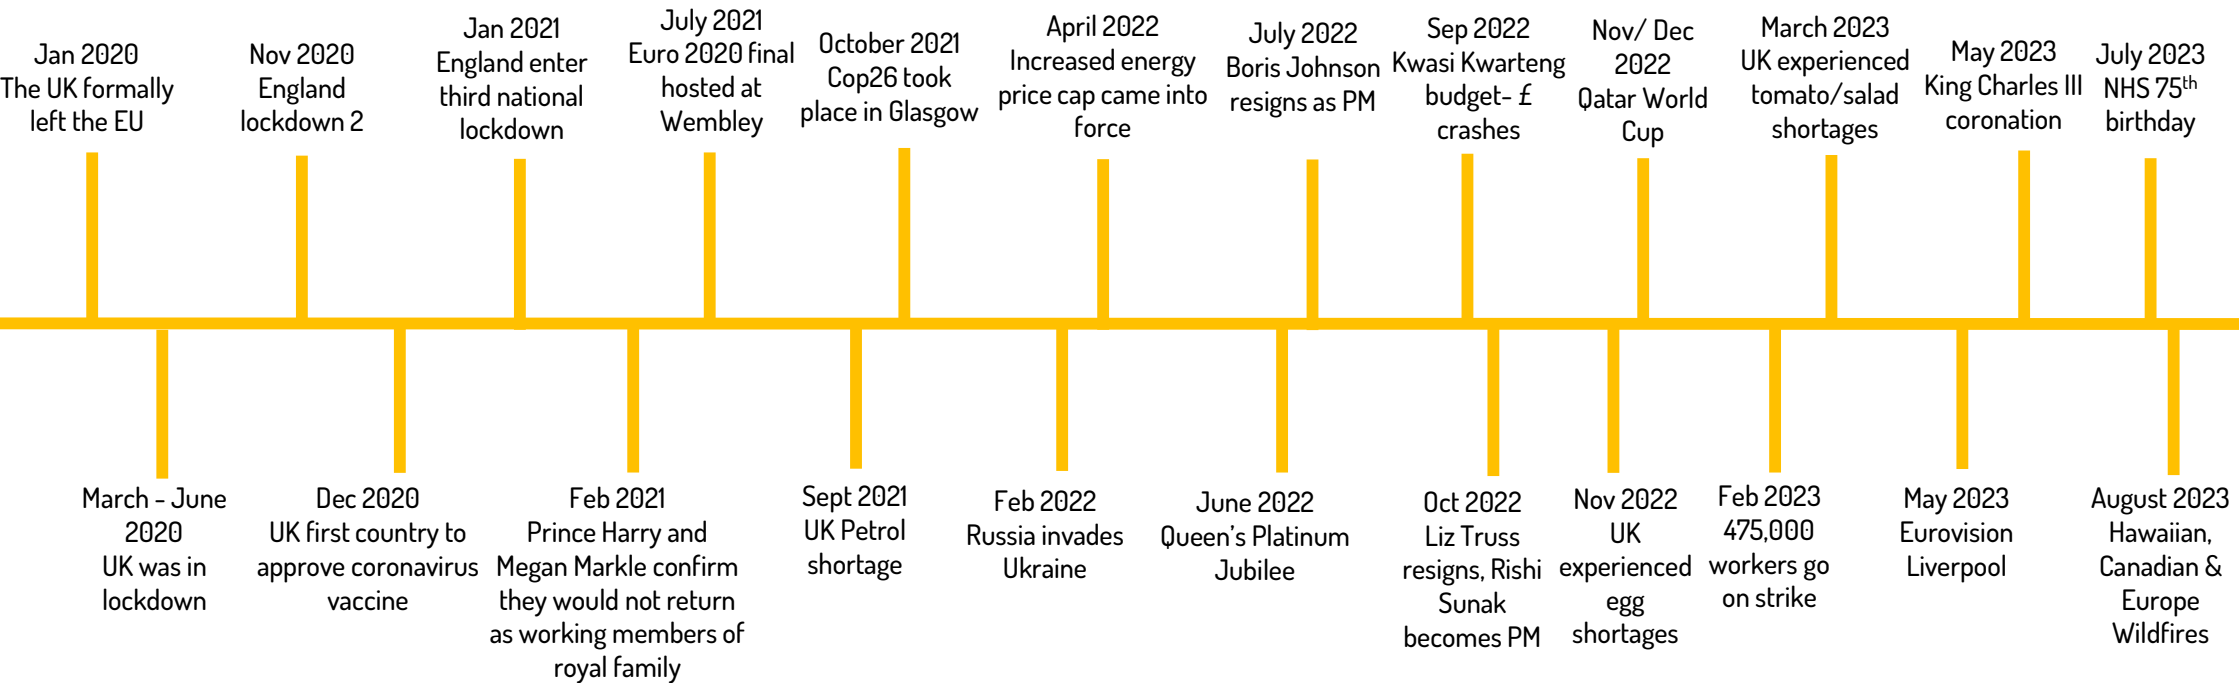 Jan 2020
The UK formally
left the EU
Nov 2020
England
lockdown 2
Jan 2021
England enter
third national
lockdown
July 2021
Euro 2020 final
hosted at
Wembley
October 2021
Cop26 took
place in Glasgow
April 2022
Increased energy
price cap came into
force
July 2022
Boris Johnson
resigns as PM
Sep 2022
Kwasi Kwarteng
budget- £
crashes
Nov/ Dec
2022
Qatar World
Cup
March 2023
UK experienced
tomato/salad
shortages
May 2023
King Charles III
coronation
July 2023
NHS 75th
birthday
March - June
2020
UK was in
lockdown
Dec 2020
UK first country to
approve coronavirus
vaccine
Feb 2021
Prince Harry and
Megan Markle confirm
they would not return
as working members of
royal family
Sept 2021
UK Petrol
shortage
Feb 2022
Russia invades
Ukraine
June 2022
Queen's Platinum
Jubilee
Oct 2022
Liz Truss
resigns, Rishi
Sunak
becomes PM
Nov 2022
UK
experienced
egg
shortages
Feb 2023
475,000
workers go
on strike
May 2023
Eurovision
Liverpool
August 2023
Hawaiian,
Canadian &
Europe
Wildfires